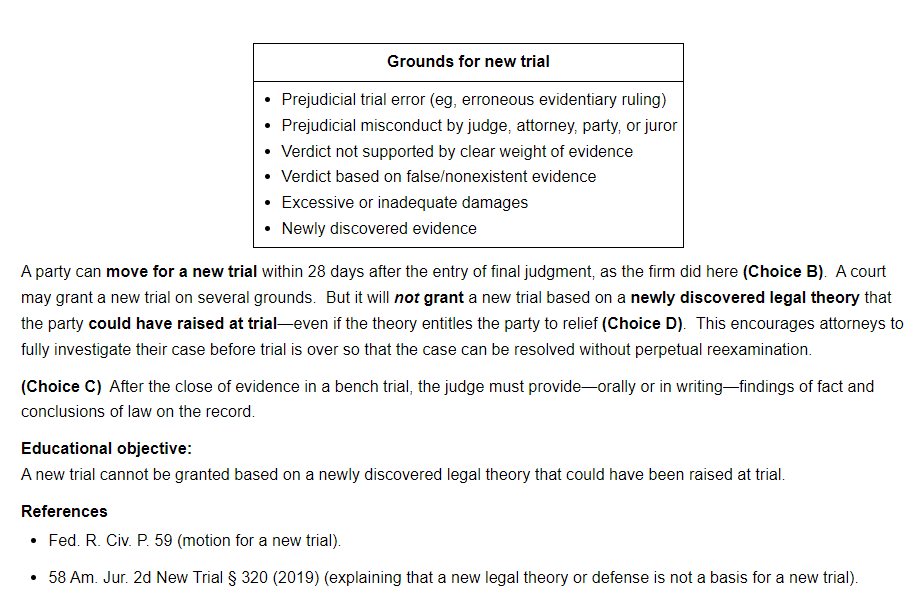 Grounds for new trial
• Prejudicial trial error (eg, erroneous evidentiary ruling)
• Prejudicial misconduct by judge, attorney, party, or juror
• Verdict not supported by clear weight of evidence
• Verdict based on false/nonexistent evidence
• Excessive or inadequate damages
• Newly discovered evidence
A party can move for a new trial within 28 days after the entry of final judgment, as the firm did here (Choice B).  A court
may grant a new trial on several grounds.  But it will not grant a new trial based on a newly discovered legal theory that
the party could have raised at trial—even if the theory entitles the party to relief (Choice D).  This encourages attorneys to
fully investigate their case before trial is over so that the case can be resolved without perpetual reexamination.
(Choice C)  After the close of evidence in a bench trial, the judge must provide—orally or in writing—findings of fact and
conclusions of law on the record.
Educational objective:
A new trial cannot be granted based on a newly discovered legal theory that could have been raised at trial.
References
• Fed. R. Civ. P. 59 (motion for a new trial).
• 58 Am. Jur. 2d New Trial § 320 (2019) (explaining that a new legal theory or defense is not a basis for a new trial).